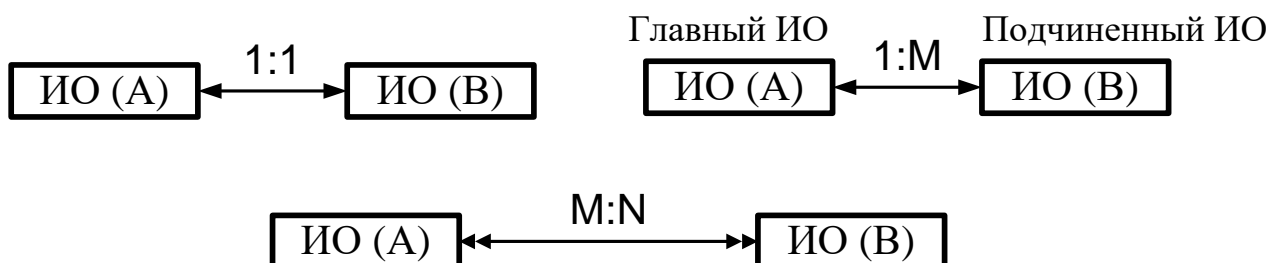 Главный ИО Подчиненный ИО
1:1 1:M
ИО (A) ИО (B) ИО (A) ИО (B)
M:N
ИО (A) ИО (B)